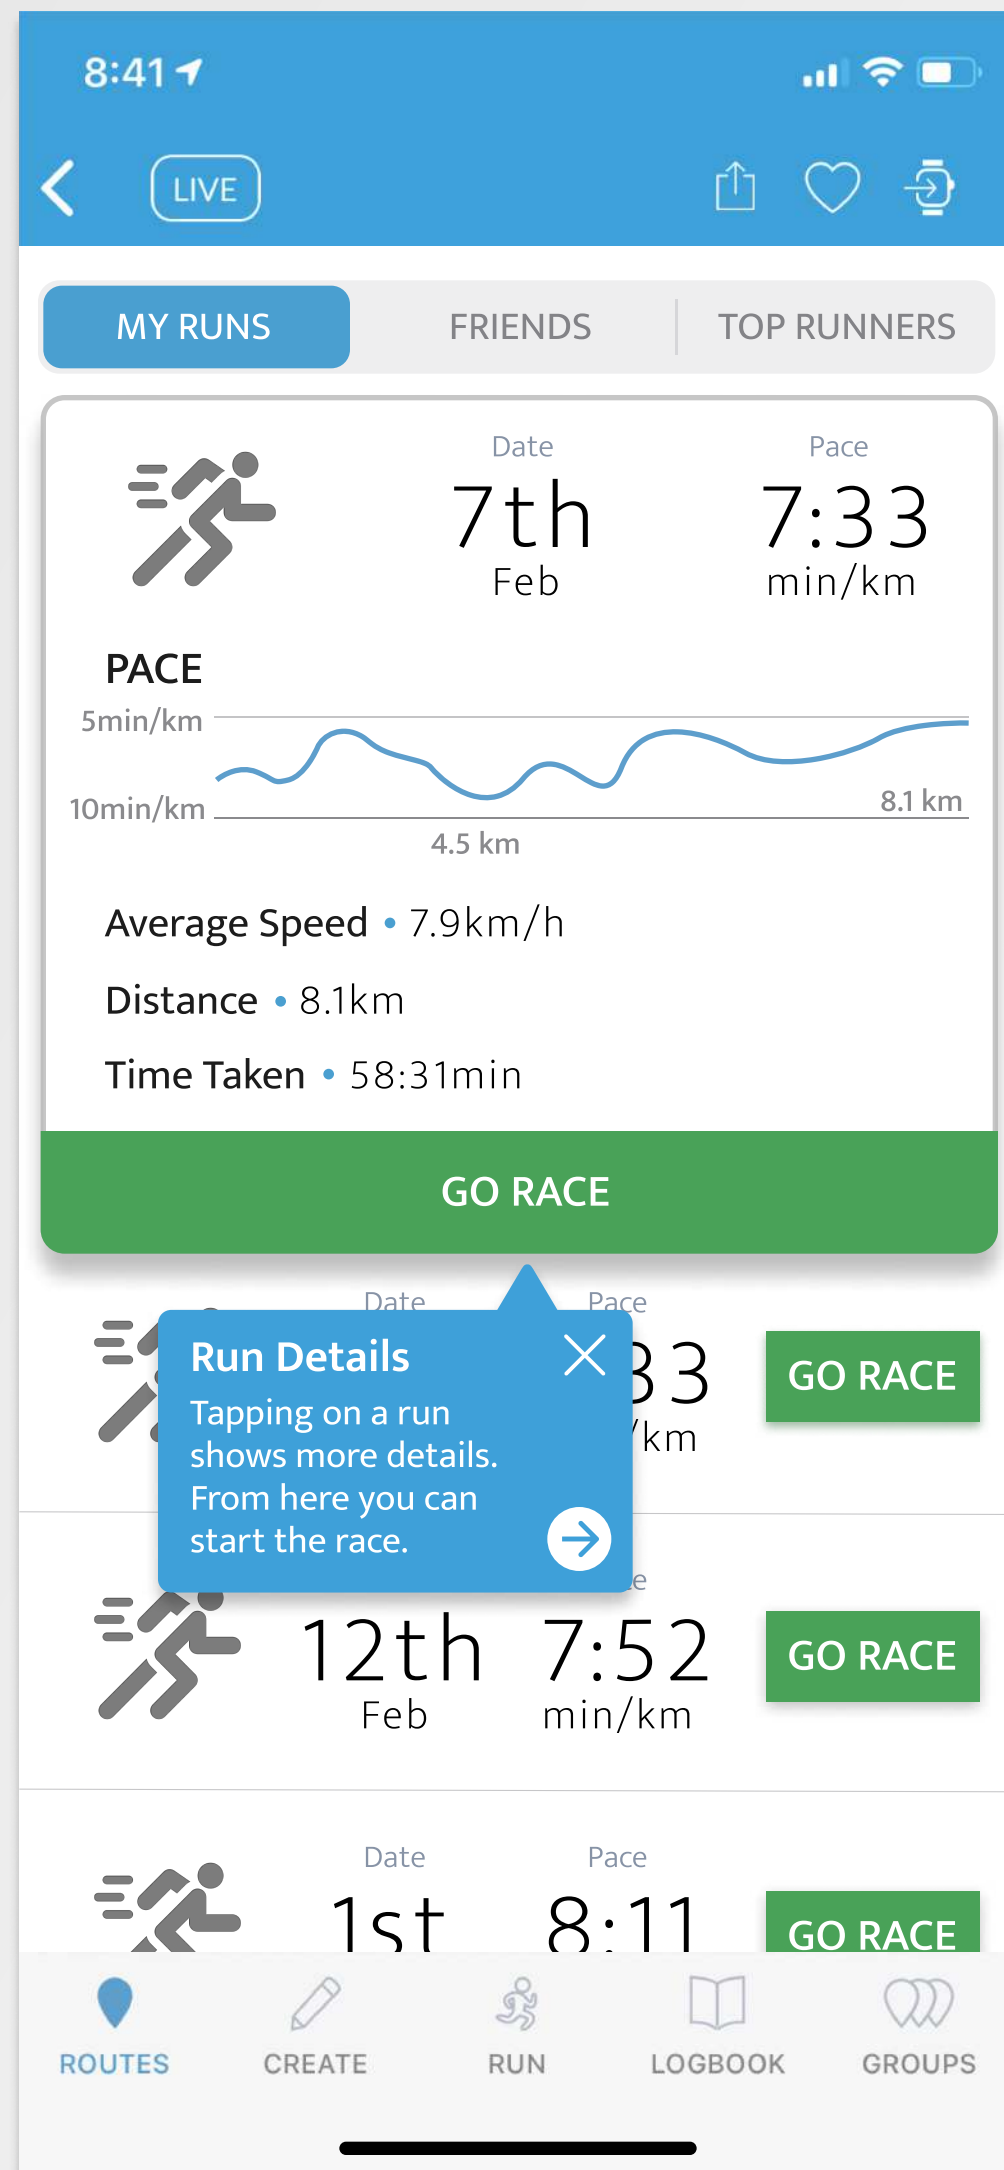 8:41
LIVE
MY RUNS FRIENDS TOP RUNNERS
Date Pace
7th 7:33
Feb min/km
PACE
5min/km
10min/km 8.1 km
4.5 km
Average Speed • 7.9km/h
Distance • 8.1km
Time Taken • 58:31min
GO RACE
Date Pace
Run Details
33 GO RACE
/km
Tapping on a run
shows more details.
From here you can
start the race.
12th 7:52 GO RACE
Feb min/km
Date Pace
1st 8:11 GO RACE
ROUTES CREATE RUN LOGBOOK GROUPS